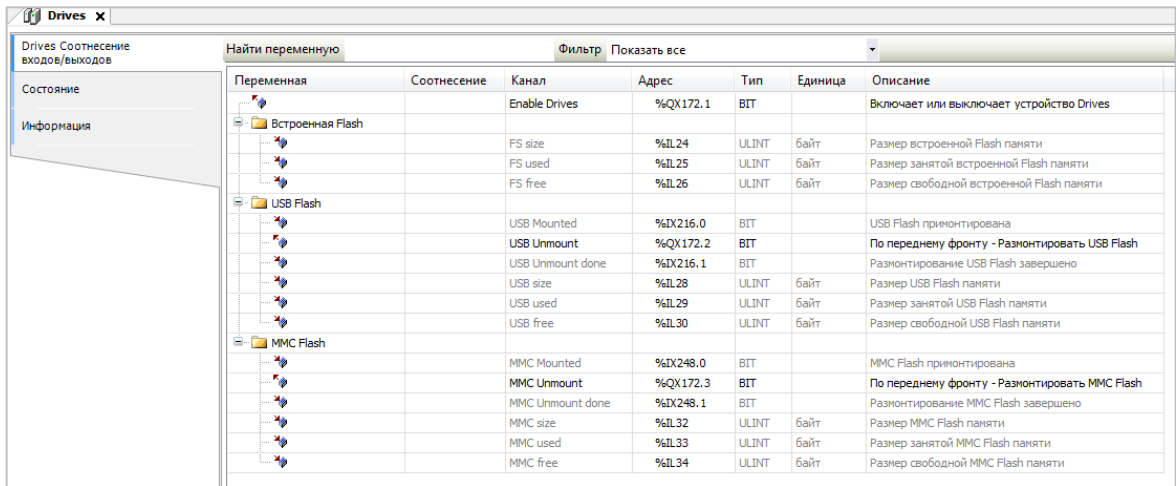 Drives x
Drives Соотнесение входов/выходов
Состояние
Информация
Найти переменную Фильтр Показать все
Переменная Соотнесение Канал Адрес Тип Единица Описание
Enable Drives %QX172.1 BIT Включает или выключает устройство Drives
Встроенная Flash
FS size %IL24 ULINT байт Размер встроенной Flash памяти
FS used %IL25 ULINT байт Размер занятой встроенной Flash памяти
FS free %IL26 ULINT байт Размер свободной встроенной Flash памяти
USB Flash
USB Mounted %IX216.0 BIT USB Flash примонтирована
USB Unmount %QX172.2 BIT По переднему фронту - Размонтировать USB Flash
USB Unmount done %IX216.1 BIT Размонтирование USB Flash завершено
USB size %IL28 ULINT байт Размер USB Flash памяти
USB used %IL29 ULINT байт Размер занятой USB Flash памяти
USB free %IL30 ULINT байт Размер свободной USB Flash памяти
MMC Flash
MMC Mounted %IX248.0 BIT MMC Flash примонтирована
MMC Unmount %QX172.3 BIT По переднему фронту - Размонтировать MMC Flash
MMC Unmount done %IX248.1 BIT Размонтирование MMC Flash завершено
MMC size %IL32 ULINT байт Размер MMC Flash памяти
MMC used %IL33 ULINT байт Размер занятой MMC Flash памяти
MMC free %IL34 ULINT байт Размер свободной MMC Flash памяти